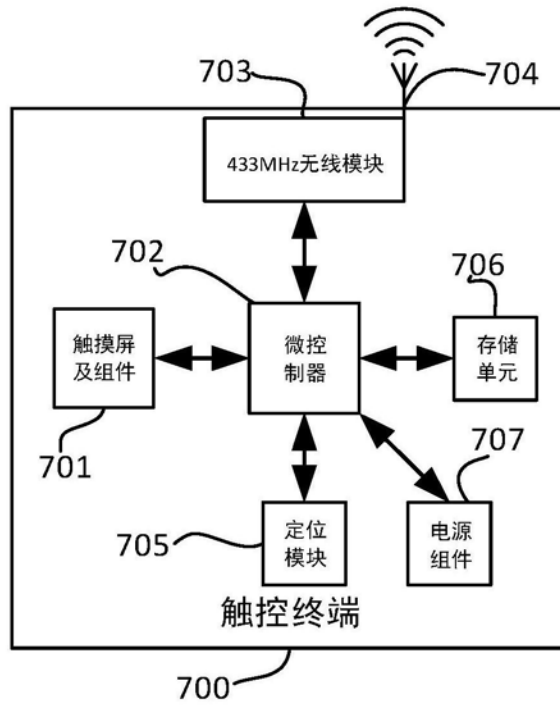 703
704
433MHz无线模块
702
706
触摸屏
及组件
微控
制器
存储
单元
701
707
705
定位
模块
电源
组件
触控终端
700